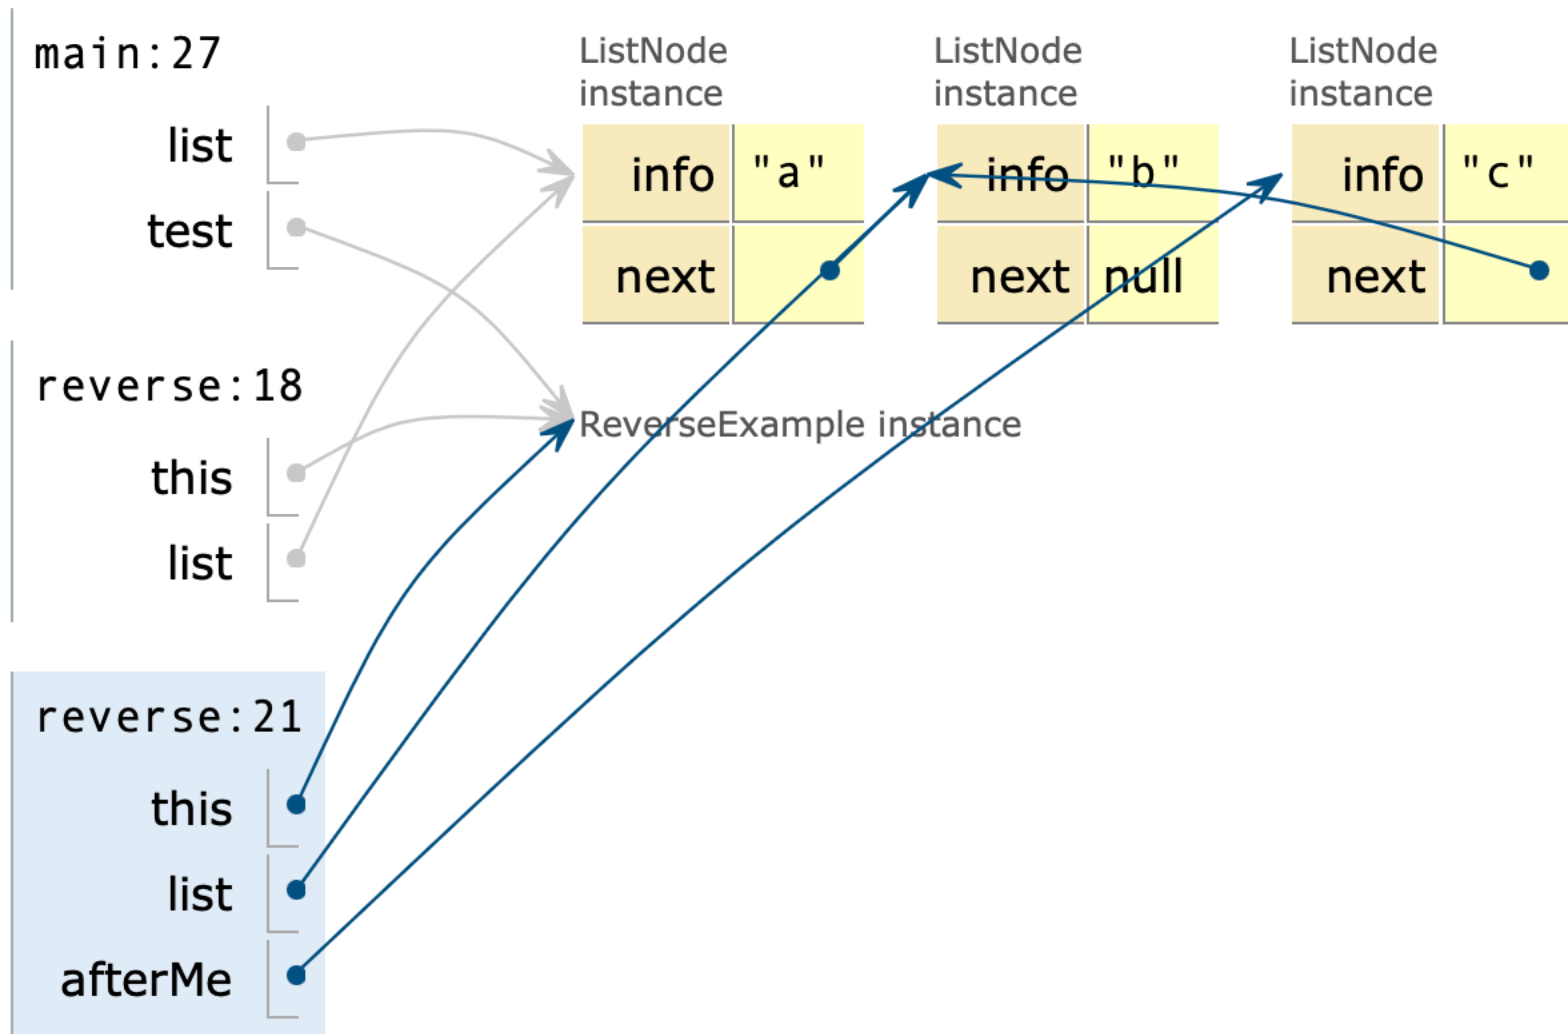 main:27
list
test
reverse:18
this
list
reverse:21
this
list
afterMe
ListNode
instance
info "a"
next
ListNode
instance
info "b"
next null
ListNode
instance
info "c"
next
ReverseExample instance